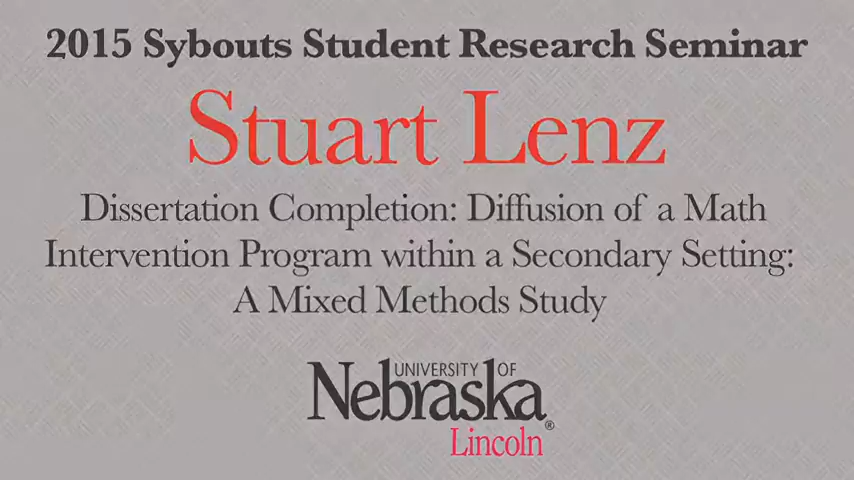 2015 Sybouts Student Research Seminar
Stuart Lenz
Dissertation Completion: Diffusion of a Math
Intervention Program within a Secondary Setting:
A Mixed Methods Study
UNIVERSITY OF
Nebraska®
Lincoln